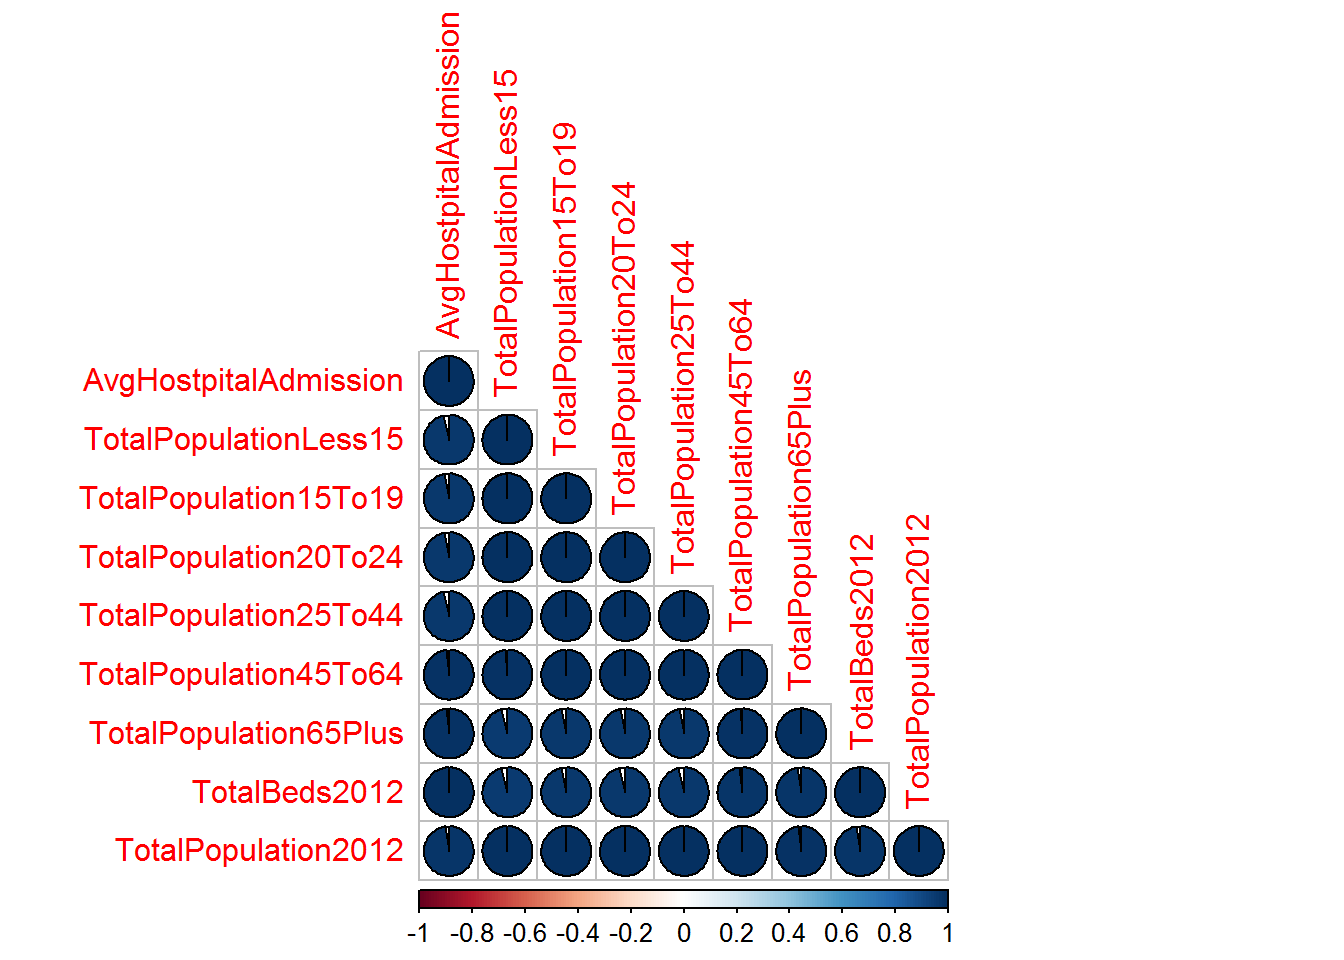 AvgHostpitalAdmission
TotalPopulationLess15
TotalPopulation15To19
TotalPopulation20To24
TotalPopulation25To44
TotalPopulation45To64
TotalPopulation65Plus
TotalBeds2012
TotalPopulation2012
AvgHostpitalAdmission
TotalPopulationLess15
TotalPopulation15To19
TotalPopulation20To24
TotalPopulation25To44
TotalPopulation45To64
TotalPopulation65Plus
TotalBeds2012
TotalPopulation2012
-1 -0.8 -0.6 -0.4 -0.2 0 0.2 0.4 0.6 0.8 1